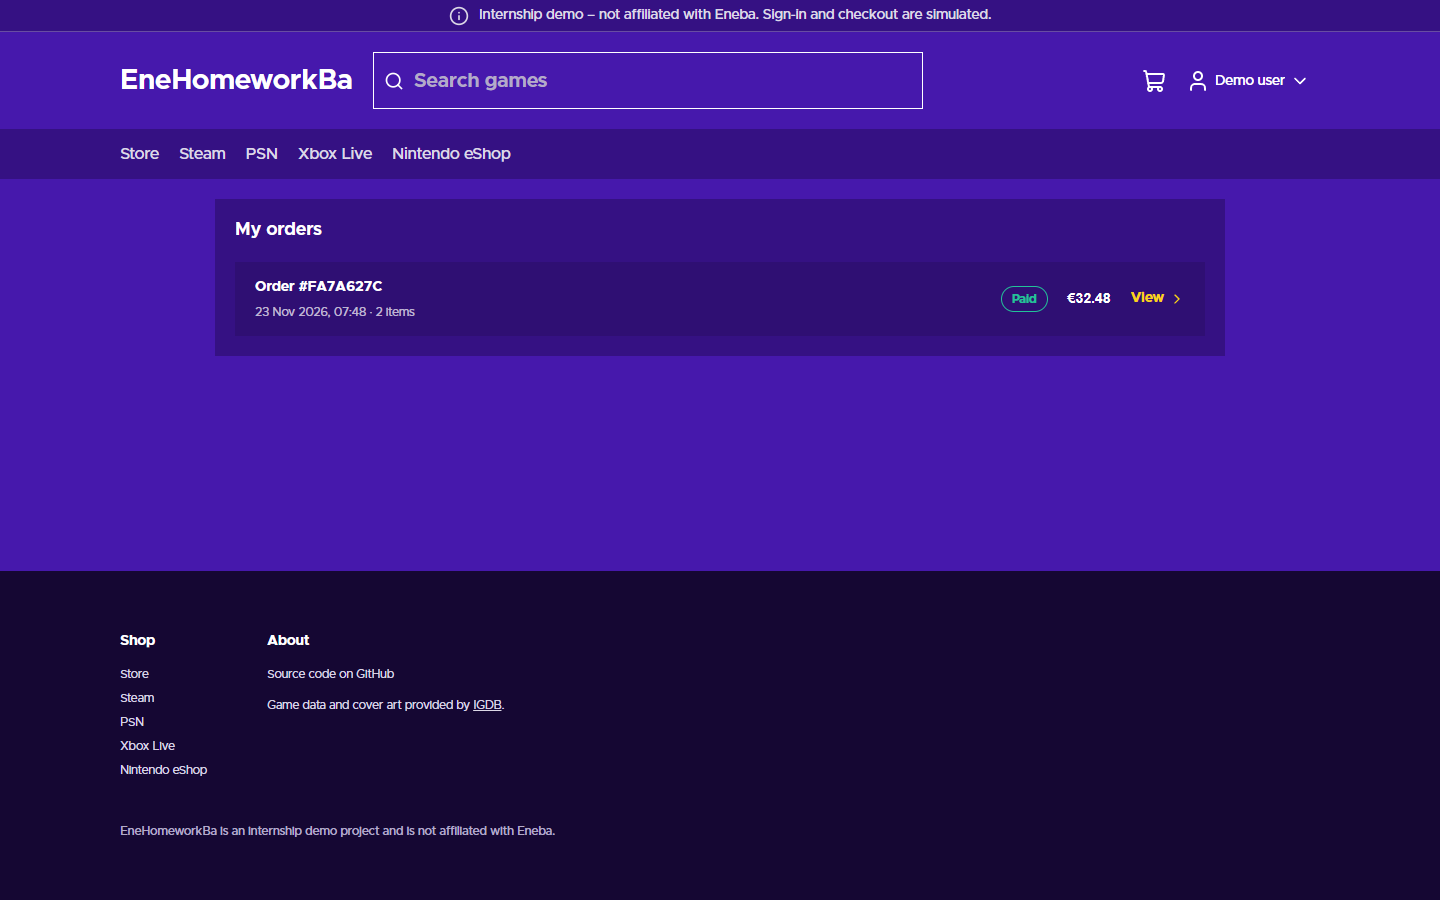 Internship demo – not affiliated with Eneba. Sign-in and checkout are simulated.
EneHomeworkBa
Search games
Demo user
Store
Steam
PSN
Xbox Live
Nintendo eShop
My orders
Order #FA7A627C
23 Nov 2026, 07:48 · 2 items
Paid
€32.48
View
Shop
Store
Steam
PSN
Xbox Live
Nintendo eShop
About
Source code on GitHub
Game data and cover art provided by IGDB.
EneHomeworkBa is an internship demo project and is not affiliated with Eneba.